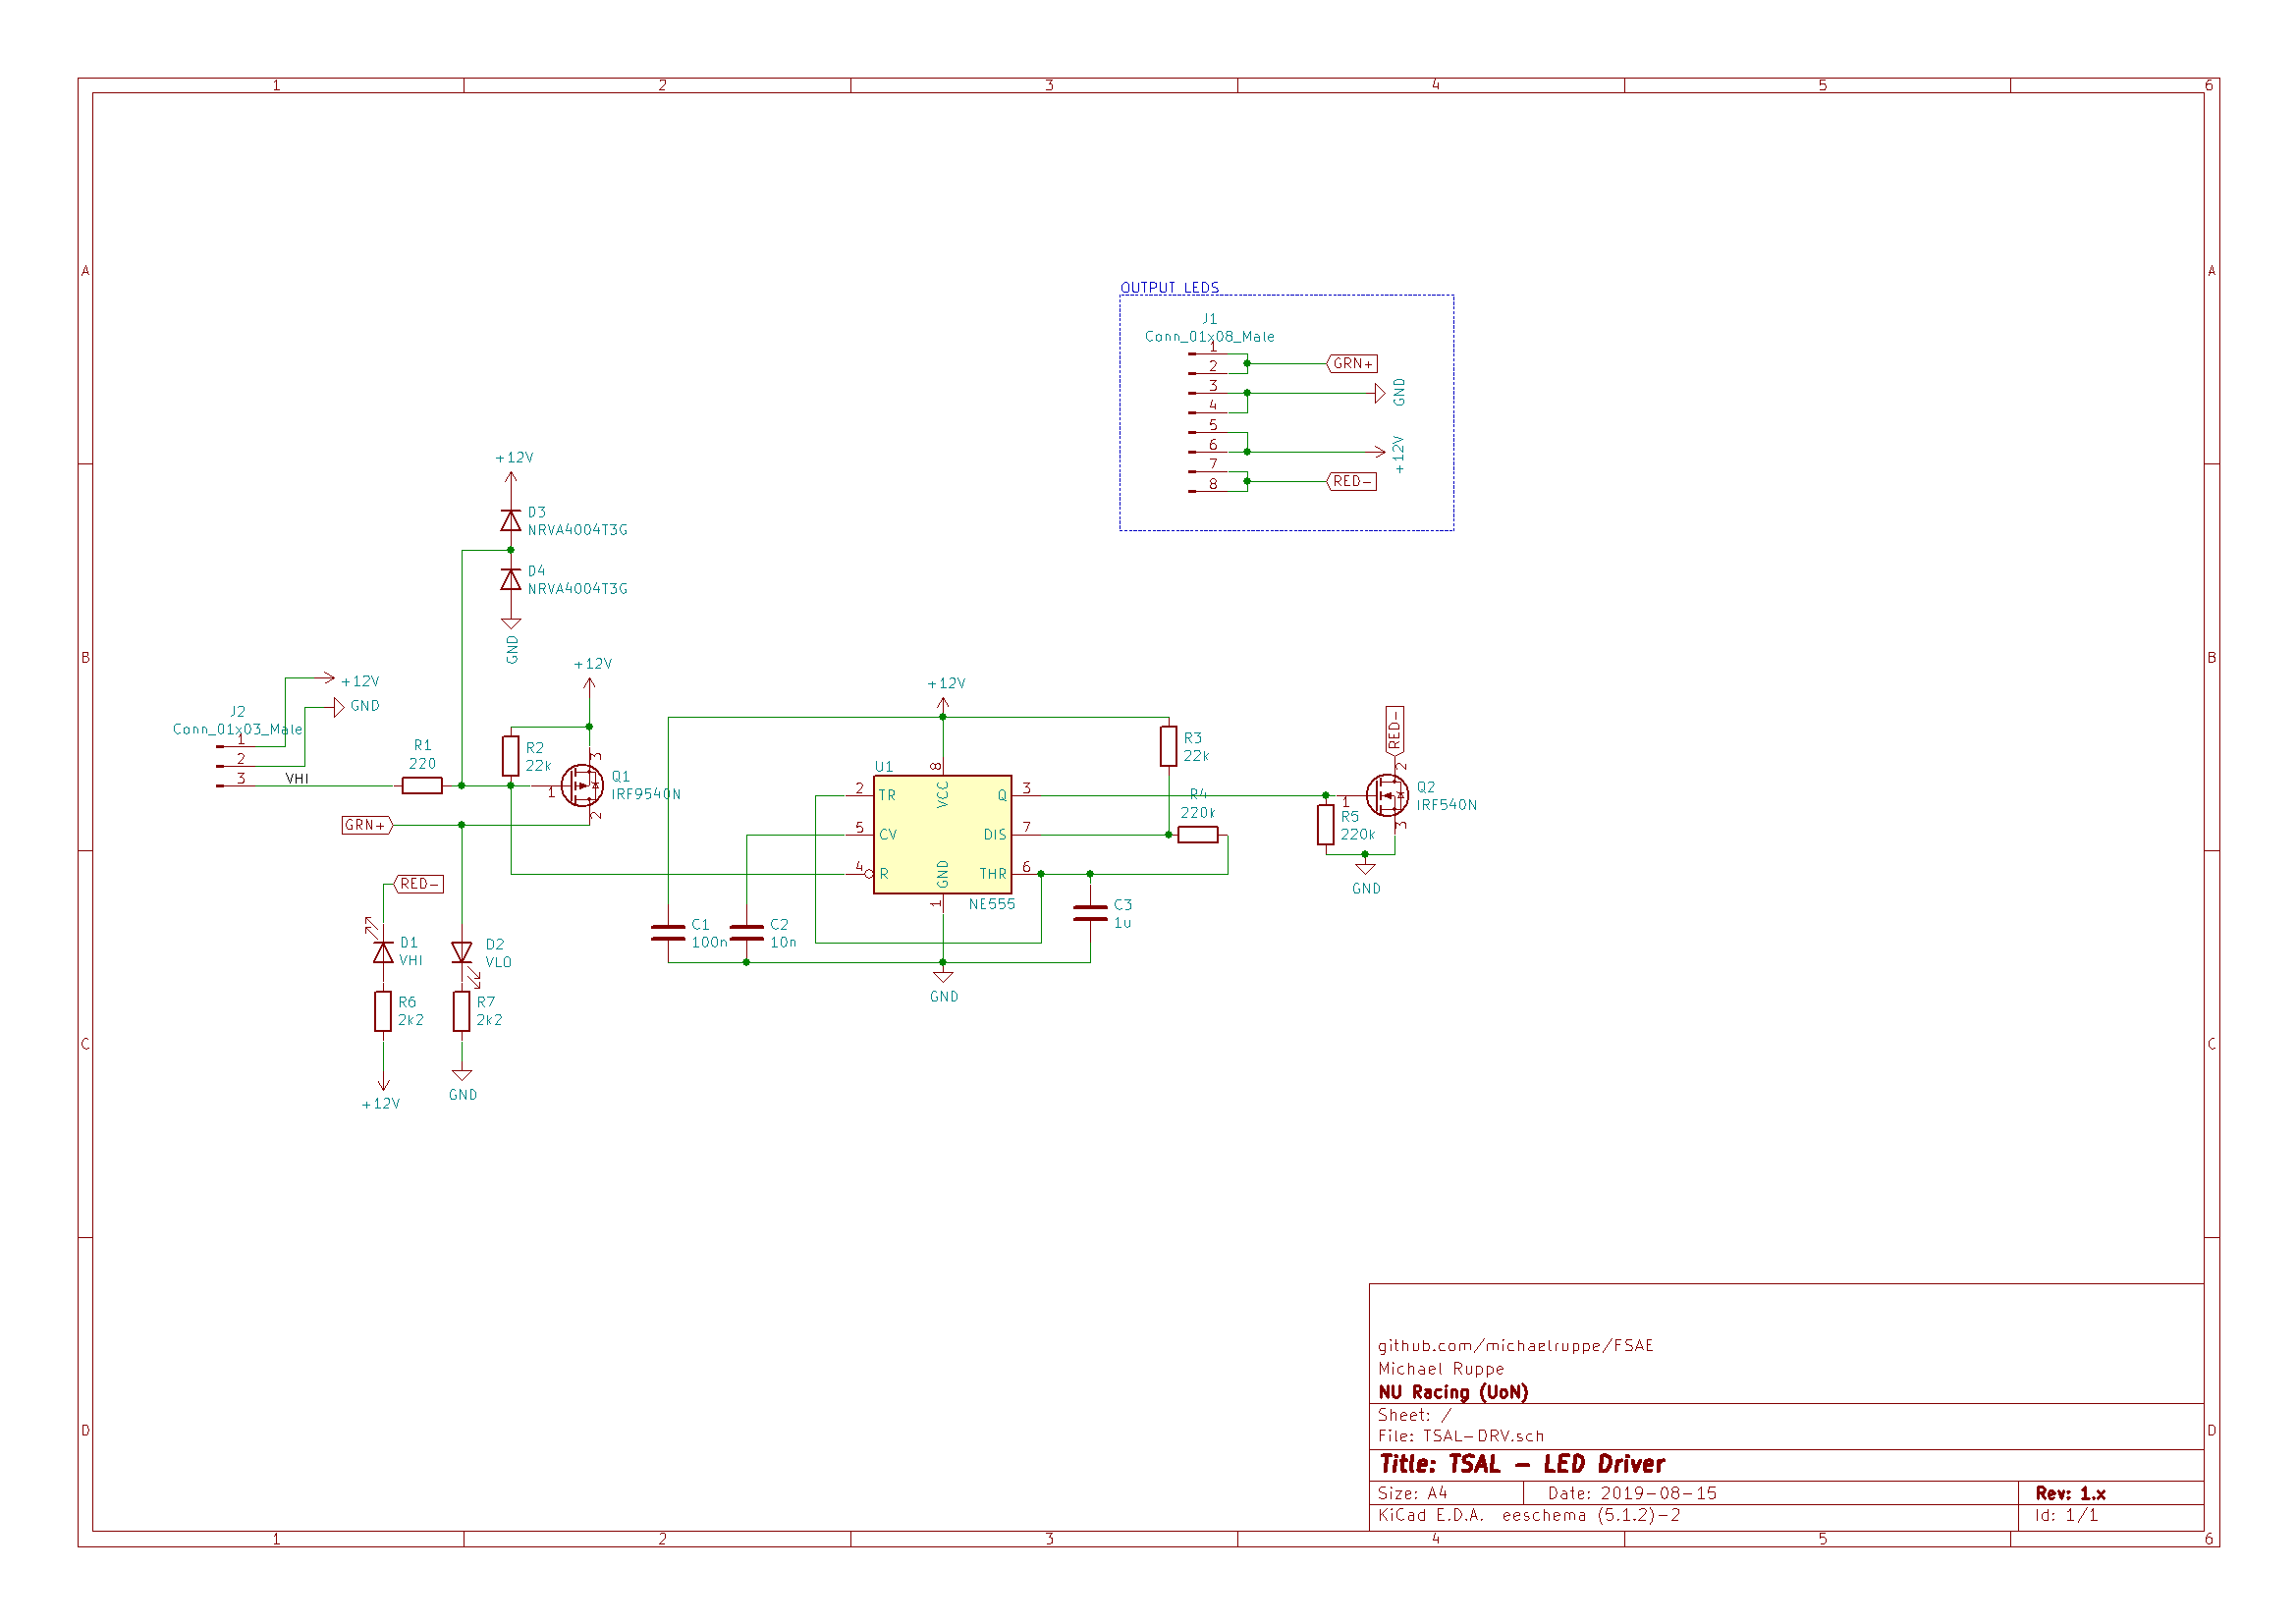 1 2 3 4 5 6
A A
OUTPUT LEDS
J1
Conn_01x08_Male
1
2
3
4
5
6
7
8
GRN+
GND
+12V
RED-
+12V
D3
NRVA4004T3G
D4
NRVA4004T3G
GND
B B
+12V
GND
J2
Conn_01x03_Male
1
2
3
VHI
R1
220
+12V
R2
22k
1
3
2
Q1
IRF9540N
GRN+
+12V
U1
8
VCC
2 TR
5 CV
4 R
Q 3
DIS 7
THR 6
GND
1
NE555
R3
22k
R4
220k
RED-
2
1
3
Q2
IRF540N
R5
220k
GND
RED-
D1
VHI
D2
VLO
R6
2k2
R7
2k2
+12V
GND
C1
100n
C2
10n
C3
1u
GND
C C
D D
github.com/michaelruppe/FSAE
Michael Ruppe
NU Racing (UoN)
Sheet: /
File: TSAL-DRV.sch
Title: TSAL - LED Driver
Size: A4 Date: 2019-08-15 Rev: 1.x
KiCad E.D.A. eeschema (5.1.2)-2 Id: 1/1
1 2 3 4 5 6